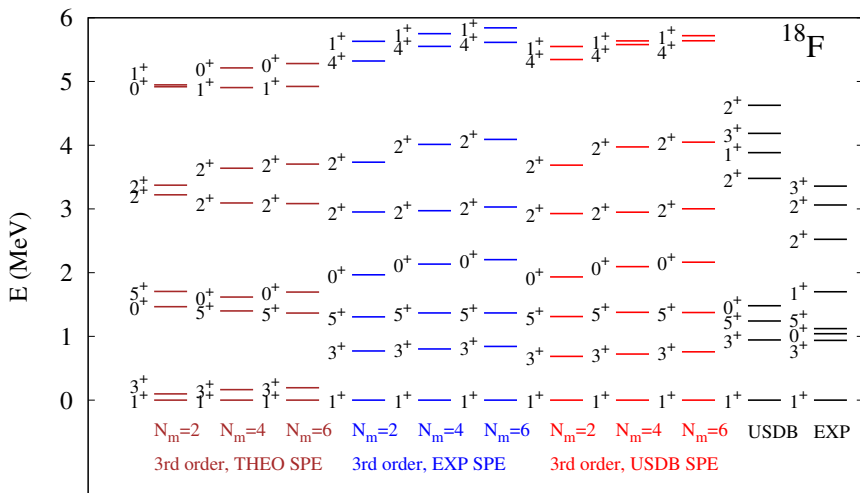 ¹⁸F
E (MeV)
6
5
4
3
2
1
0
1⁺ 0⁺ 0⁺ 1⁺ 1⁺ 1⁺ 1⁺ 1⁺ 1⁺ 2⁺ 3⁺
0⁺ 1⁺ 1⁺ 4⁺ 4⁺ 4⁺ 4⁺ 4⁺ 4⁺ 3⁺ 2⁺
2⁺ 2⁺ 2⁺ 2⁺ 2⁺ 2⁺ 2⁺ 2⁺ 2⁺ 1⁺ 2⁺
2⁺ 2⁺ 2⁺ 2⁺ 2⁺ 2⁺ 2⁺ 2⁺ 2⁺ 2⁺ 1⁺
5⁺ 0⁺ 0⁺ 0⁺ 0⁺ 0⁺ 0⁺ 0⁺ 0⁺ 0⁺ 5⁺
0⁺ 5⁺ 5⁺ 5⁺ 5⁺ 5⁺ 5⁺ 5⁺ 5⁺ 5⁺ 0⁺
3⁺ 3⁺ 3⁺ 3⁺ 3⁺ 3⁺ 3⁺ 3⁺ 3⁺ 3⁺ 3⁺
1⁺ 1⁺ 1⁺ 1⁺ 1⁺ 1⁺ 1⁺ 1⁺ 1⁺ 1⁺ 1⁺
Nₘ=2 Nₘ=4 Nₘ=6 Nₘ=2 Nₘ=4 Nₘ=6 Nₘ=2 Nₘ=4 Nₘ=6 USDB EXP
3rd order, THEO SPE 3rd order, EXP SPE 3rd order, USDB SPE